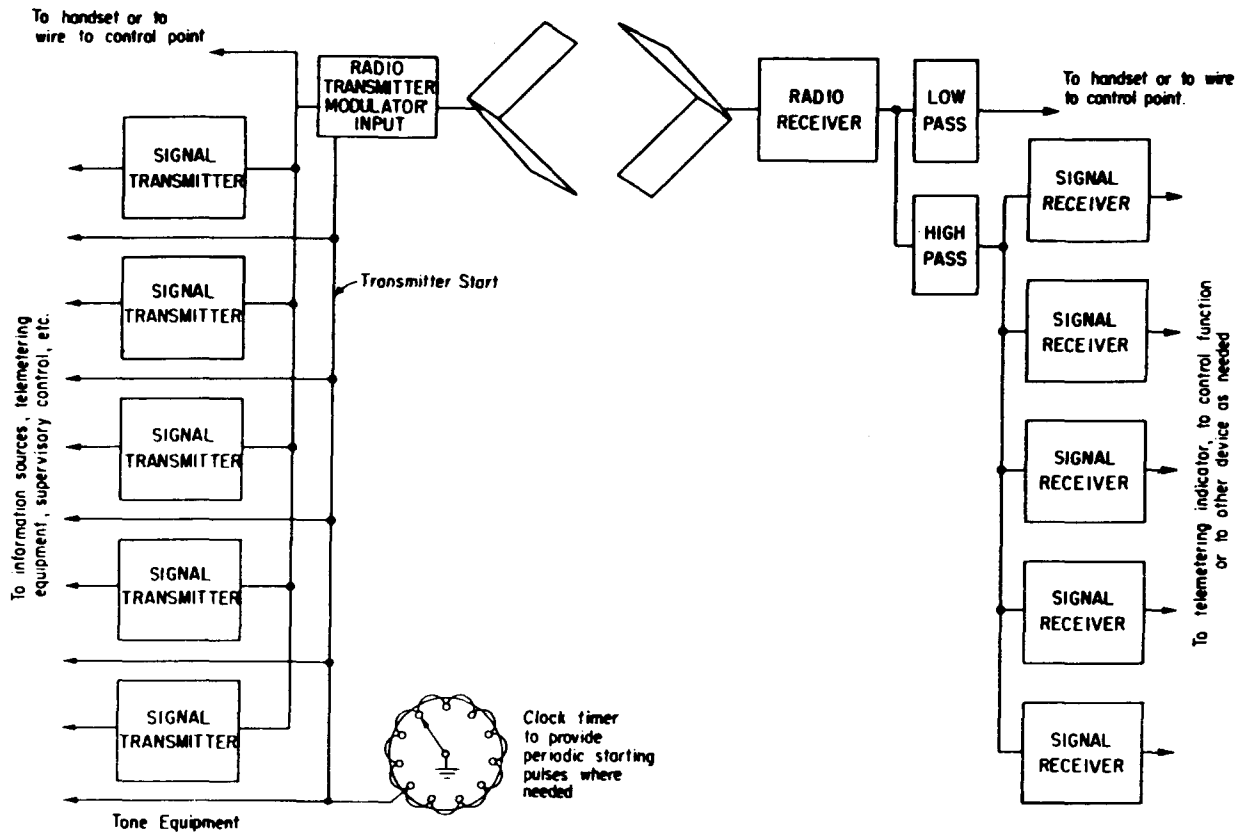 To handset or to
wire to control point
RADIO
TRANSMITTER
MODULATOR
INPUT
SIGNAL
TRANSMITTER
SIGNAL
TRANSMITTER
SIGNAL
TRANSMITTER
SIGNAL
TRANSMITTER
SIGNAL
TRANSMITTER
To information sources, telemetering
equipment, supervisory control, etc.
Transmitter Start
Tone Equipment
Clock timer
to provide
periodic starting
pulses where
needed
RADIO
RECEIVER
LOW
PASS
To handset or to wire
to control point.
HIGH
PASS
SIGNAL
RECEIVER
SIGNAL
RECEIVER
SIGNAL
RECEIVER
SIGNAL
RECEIVER
SIGNAL
RECEIVER
To telemetering indicator, to control function
or to other device as needed